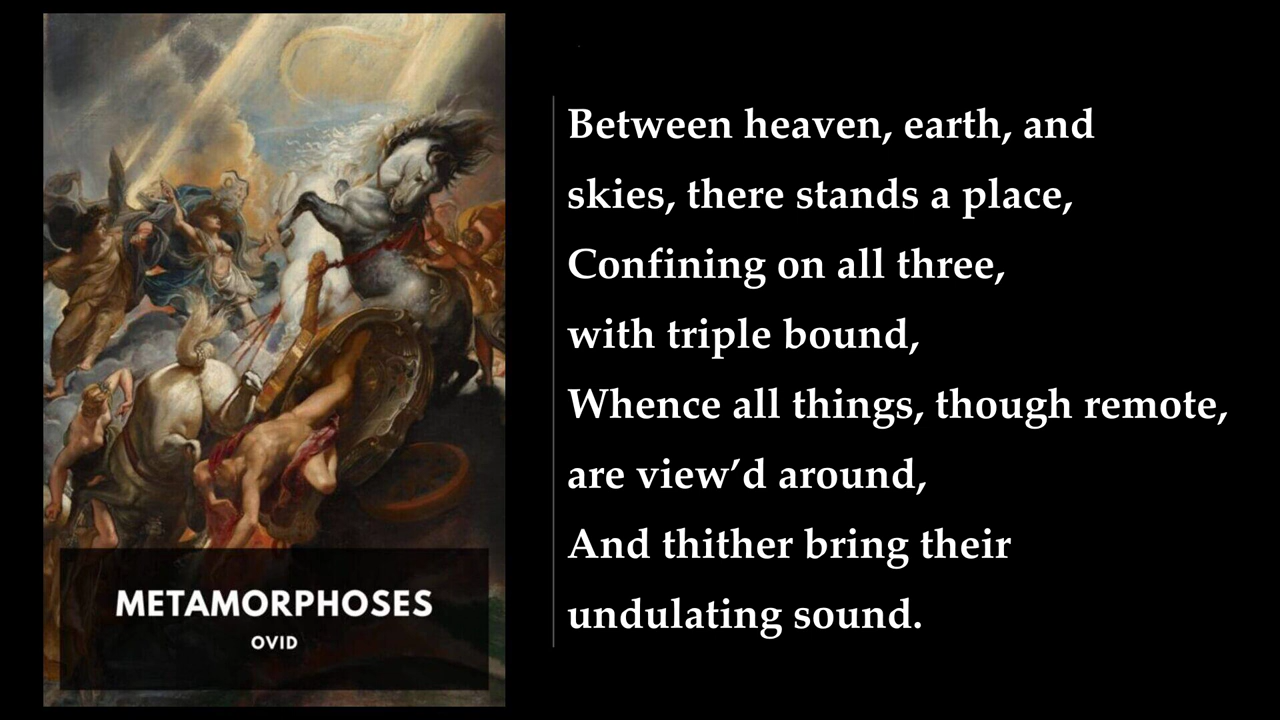 METAMORPHOSES
OVID
Between heaven, earth, and
skies, there stands a place,
Confining on all three,
with triple bound,
Whence all things, though remote,
are view’d around,
And thither bring their
undulating sound.